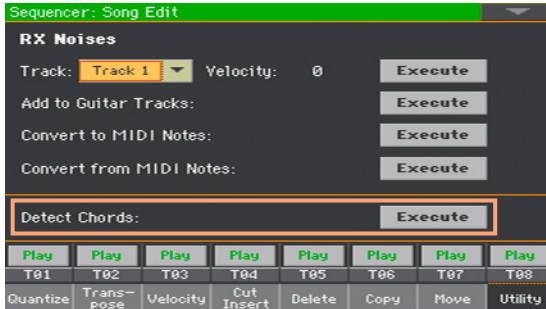 Sequencer: Song Edit
RX Noises
Track: Track 1 Velocity: 0 Execute
Add to Guitar Tracks: Execute
Convert to MIDI Notes: Execute
Convert from MIDI Notes: Execute
Detect Chords: Execute
Play Play Play Play Play Play Play Play
T01 T02 T03 T04 T05 T06 T07 T08
Quantize Trans-pose Velocity Cut Insert Delete Copy Move Utility